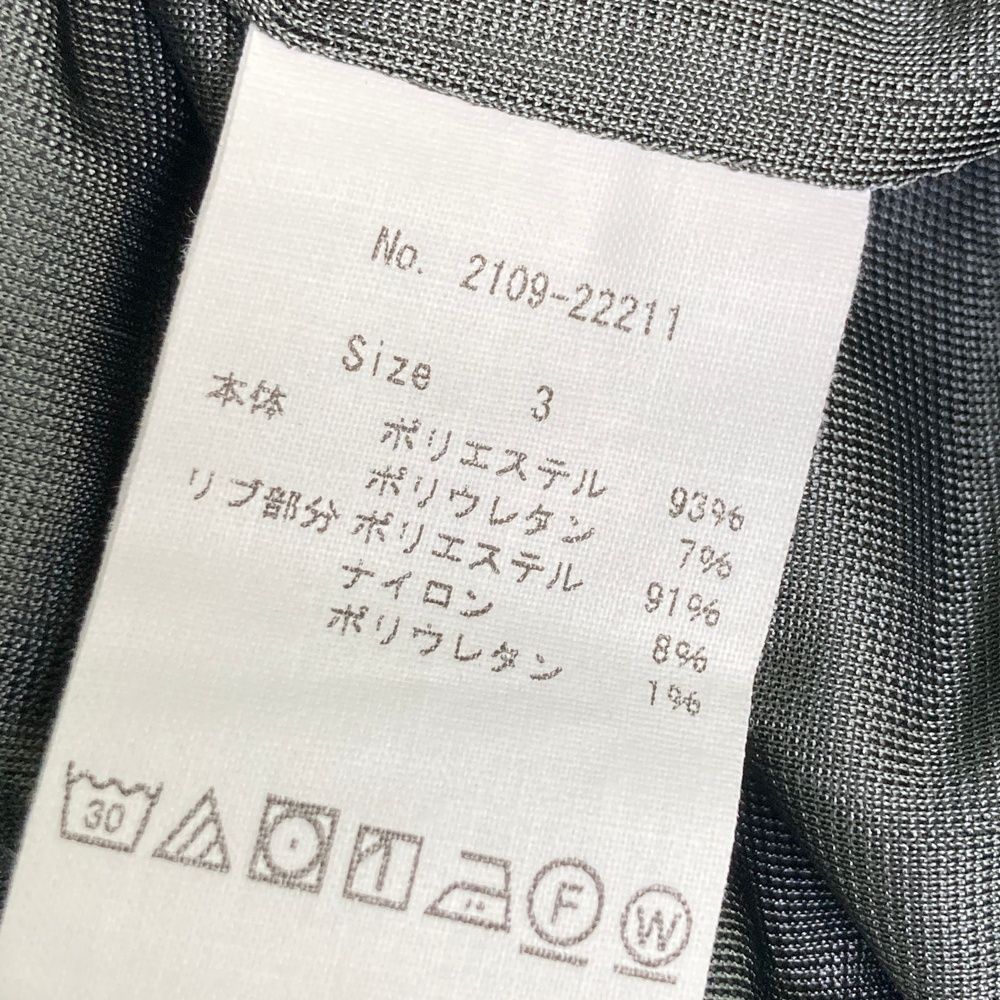 No. 2109-22211
Size 3
本体 ポリエステル 93%
ポリウレタン 7%
リブ部分 ポリエステル 91%
ナイロン 8%
ポリウレタン 1%
30
F W